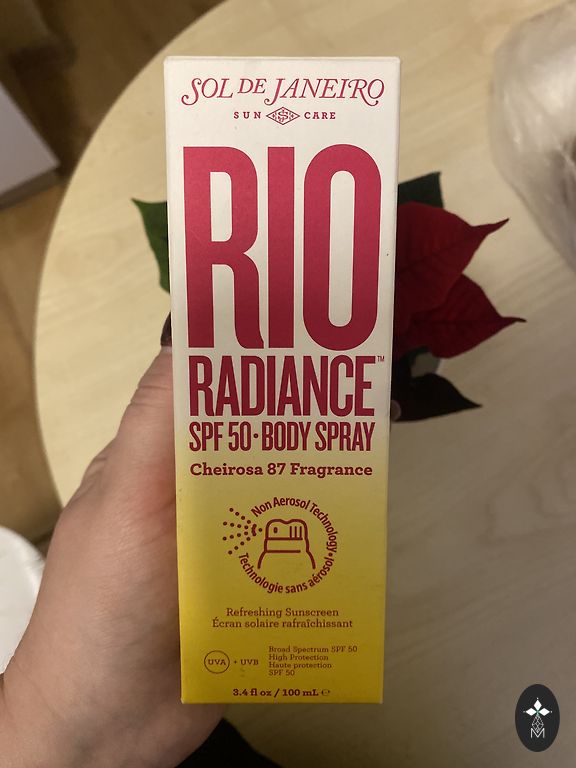 SOL DE JANEIRO
SUN CARE
RIO
RADIANCE™
SPF 50 · BODY SPRAY
Cheirosa 87 Fragrance
Non Aerosol Technology •
Technologie sans aérosol •
Refreshing Sunscreen
Écran solaire rafraîchissant
UVA + UVB
Broad Spectrum SPF 50
High Protection
Haute protection
SPF 50
3.4 fl oz / 100 mL ℮
M